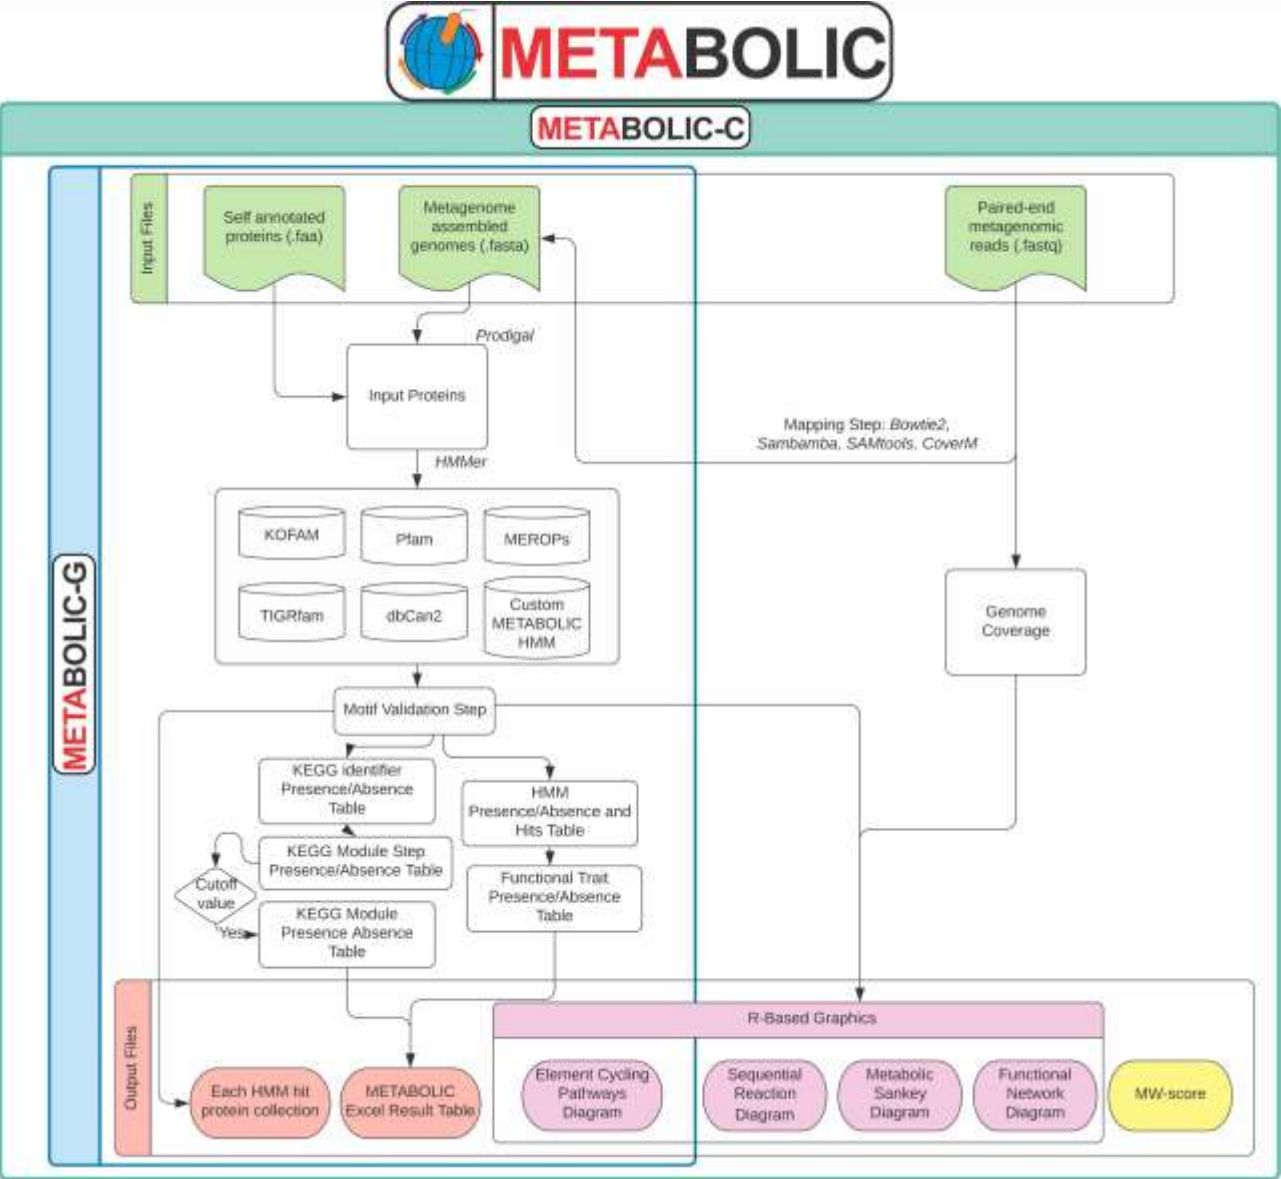 METABOLIC
METABOLIC-C
METABOLIC-G
Input Files
Self annotated
proteins (.faa)
Metagenome
assembled
genomes (.fasta)
Paired-end
metagenomic
reads (.fastq)
Prodigal
Input Proteins
Mapping Step: Bowtie2,
Sambamba, SAMtools, CoverM
HMMer
KOFAM
Pfam
MEROPs
TIGRfam
dbCan2
Custom
METABOLIC
HMM
Genome
Coverage
Motif Validation Step
KEGG identifier
Presence/Absence
Table
HMM
Presence/Absence and
Hits Table
KEGG Module Step
Presence/Absence Table
Cutoff
value
Yes
KEGG Module
Presence Absence
Table
Functional Trait
Presence/Absence
Table
Output Files
R-Based Graphics
Each HMM hit
protein collection
METABOLIC
Excel Result Table
Element Cycling
Pathways
Diagram
Sequential
Reaction
Diagram
Metabolic
Sankey
Diagram
Functional
Network
Diagram
MW-score